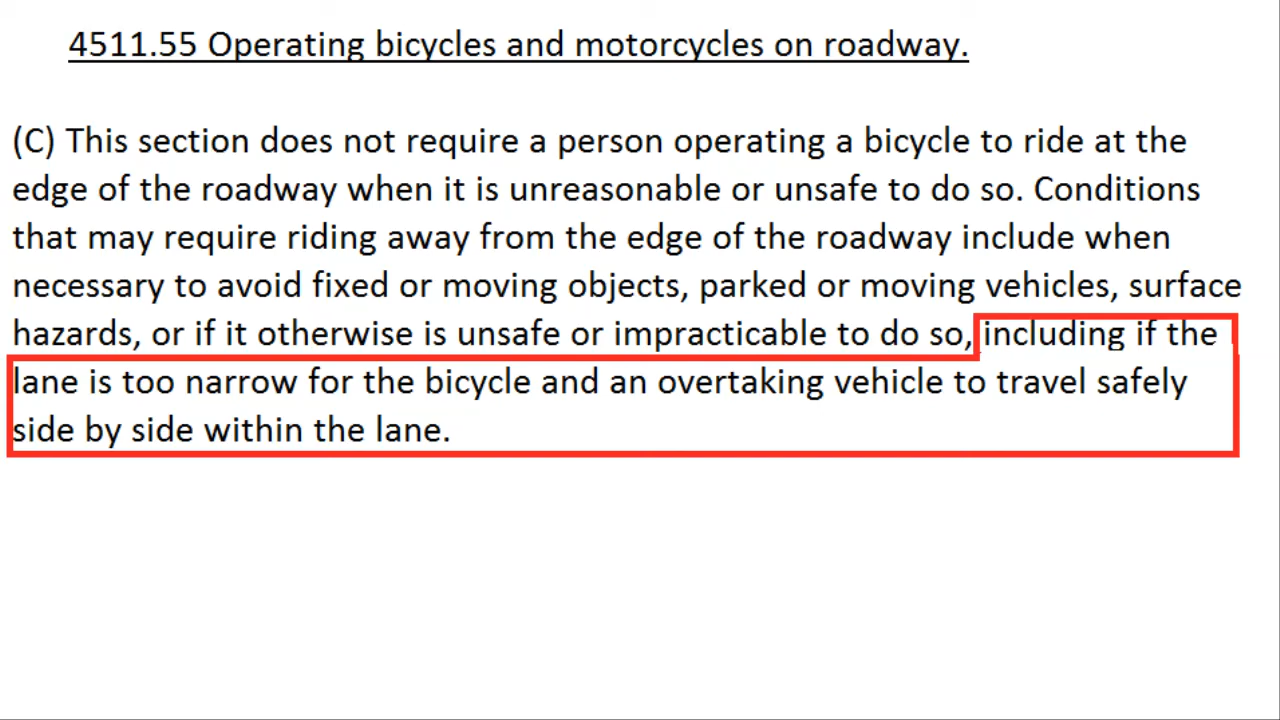 4511.55 Operating bicycles and motorcycles on roadway.
(C) This section does not require a person operating a bicycle to ride at the
edge of the roadway when it is unreasonable or unsafe to do so. Conditions
that may require riding away from the edge of the roadway include when
necessary to avoid fixed or moving objects, parked or moving vehicles, surface
hazards, or if it otherwise is unsafe or impracticable to do so, including if the
lane is too narrow for the bicycle and an overtaking vehicle to travel safely
side by side within the lane.